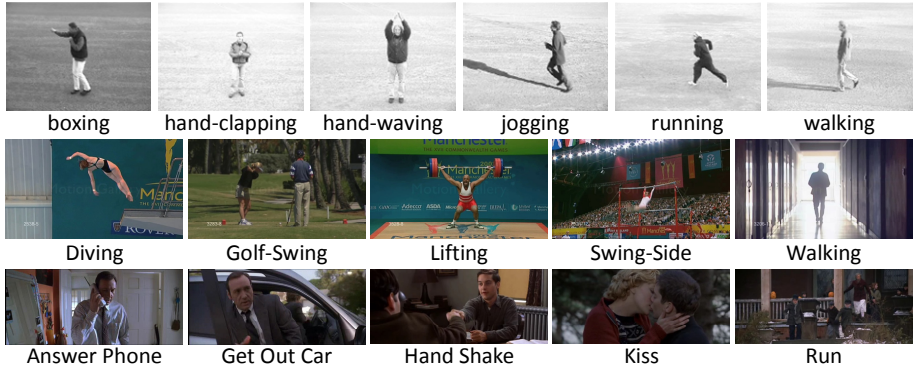 boxing
hand-clapping
hand-waving
jogging
running
walking
Manchester
Manchester
Diving
Golf-Swing
Lifting
Swing-Side
Walking
Answer Phone
Get Out Car
Hand Shake
Kiss
Run